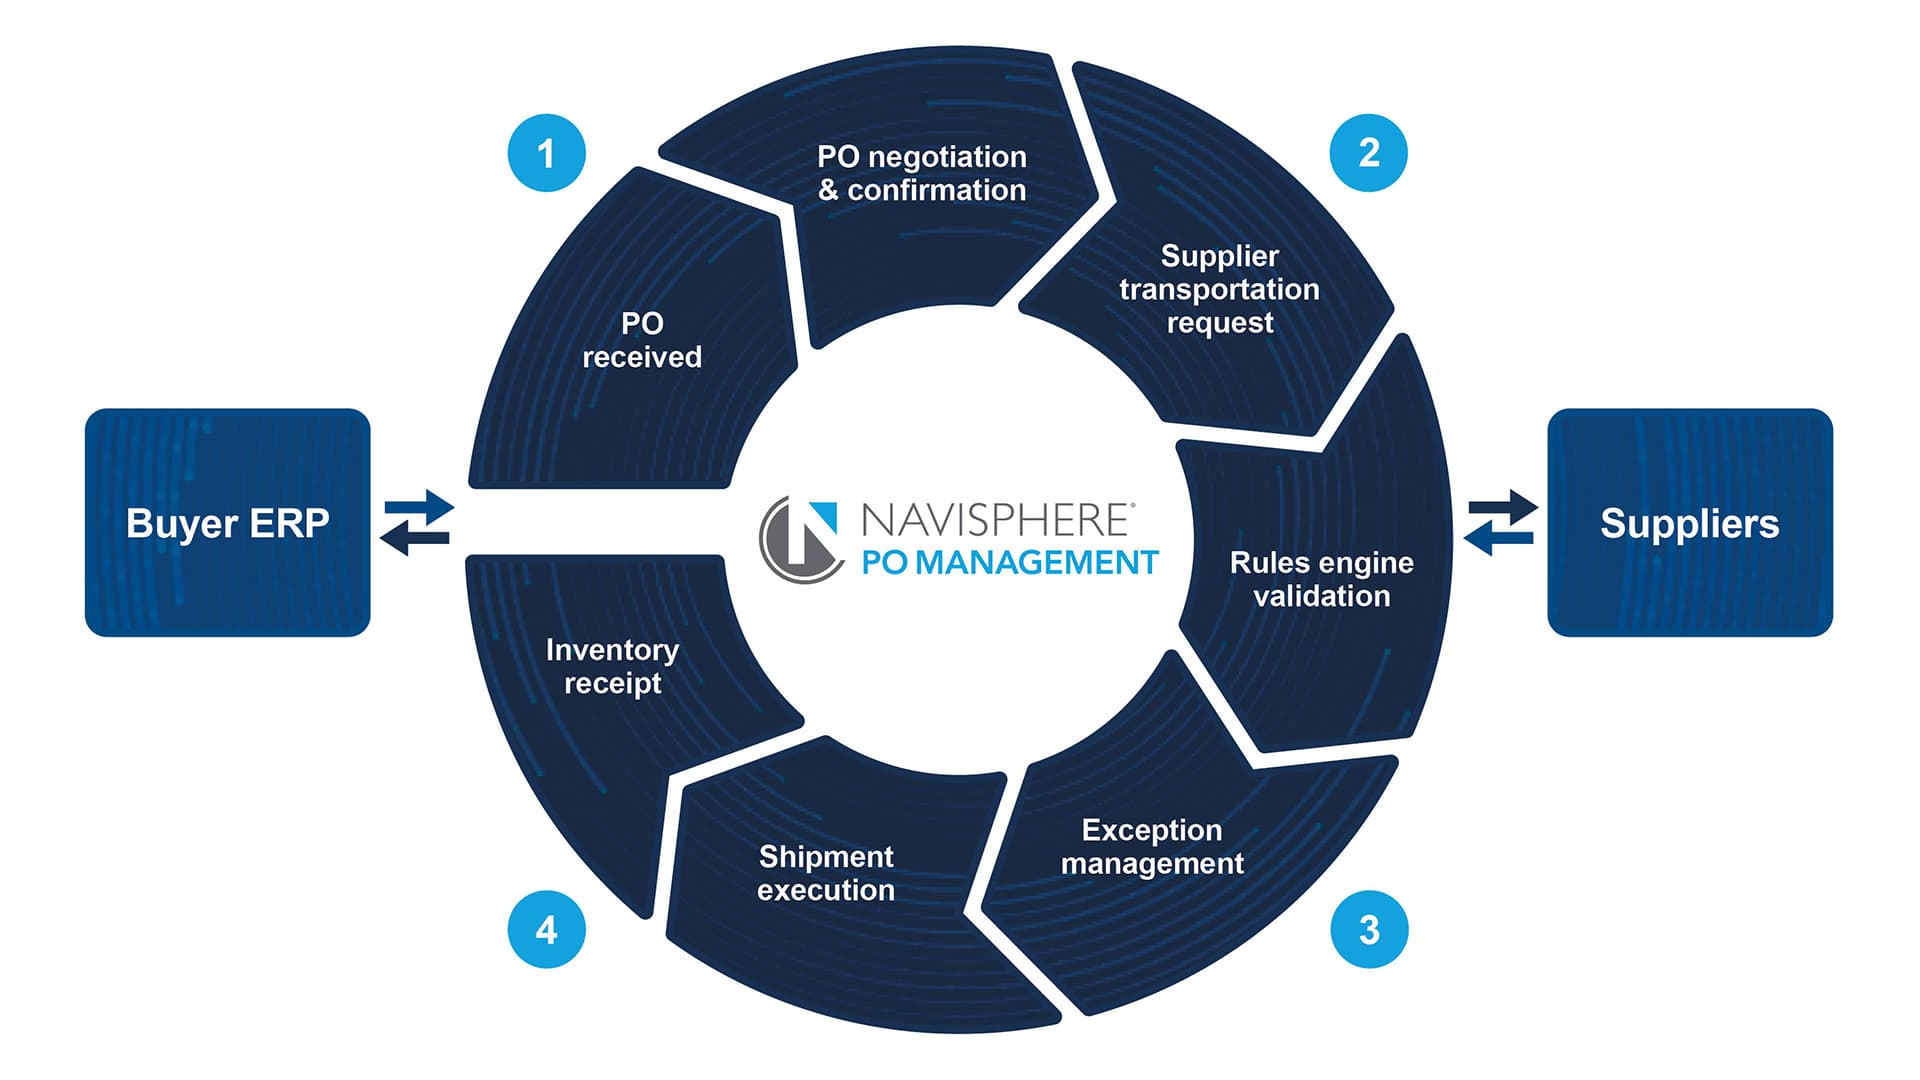 1
PO negotiation
& confirmation
2
Supplier
transportation
request
PO
received
Buyer ERP
NAVISPHERE®
PO MANAGEMENT
Rules engine
validation
Suppliers
Inventory
receipt
Shipment
execution
Exception
management
4
3